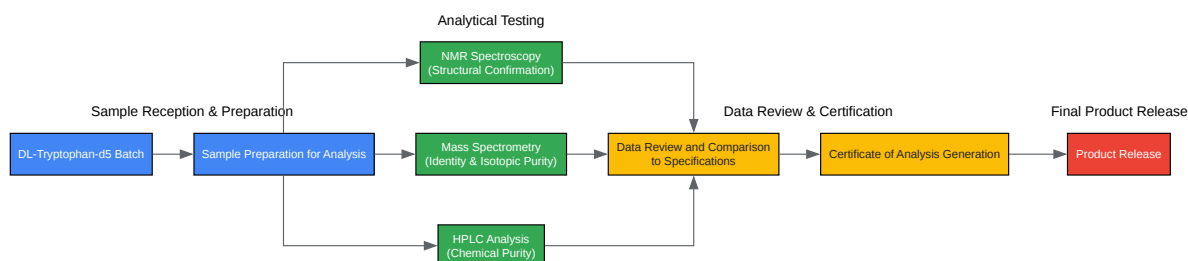 Analytical Testing
NMR Spectroscopy
(Structural Confirmation)
Sample Reception & Preparation
Data Review & Certification
Final Product Release
DL-Tryptophan-d5 Batch
Sample Preparation for Analysis
Mass Spectrometry
(Identity & Isotopic Purity)
Data Review and Comparison
to Specifications
Certificate of Analysis Generation
Product Release
HPLC Analysis
(Chemical Purity)